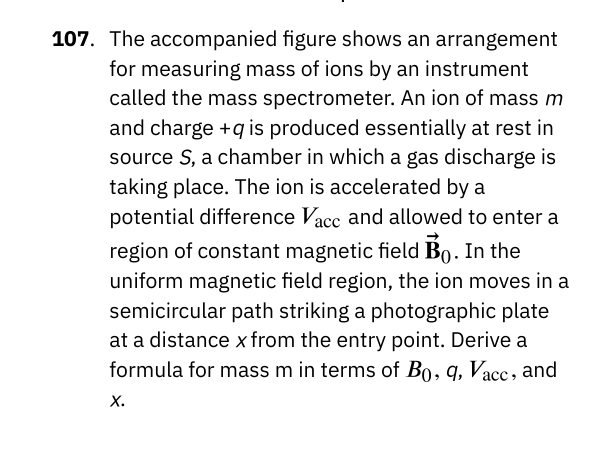 107. The accompanied figure shows an arrangement
for measuring mass of ions by an instrument
called the mass spectrometer. An ion of mass m
and charge +q is produced essentially at rest in
source S, a chamber in which a gas discharge is
taking place. The ion is accelerated by a
potential difference V_acc and allowed to enter a
region of constant magnetic field B⃗_0. In the
uniform magnetic field region, the ion moves in a
semicircular path striking a photographic plate
at a distance x from the entry point. Derive a
formula for mass m in terms of B_0, q, V_acc, and
x.